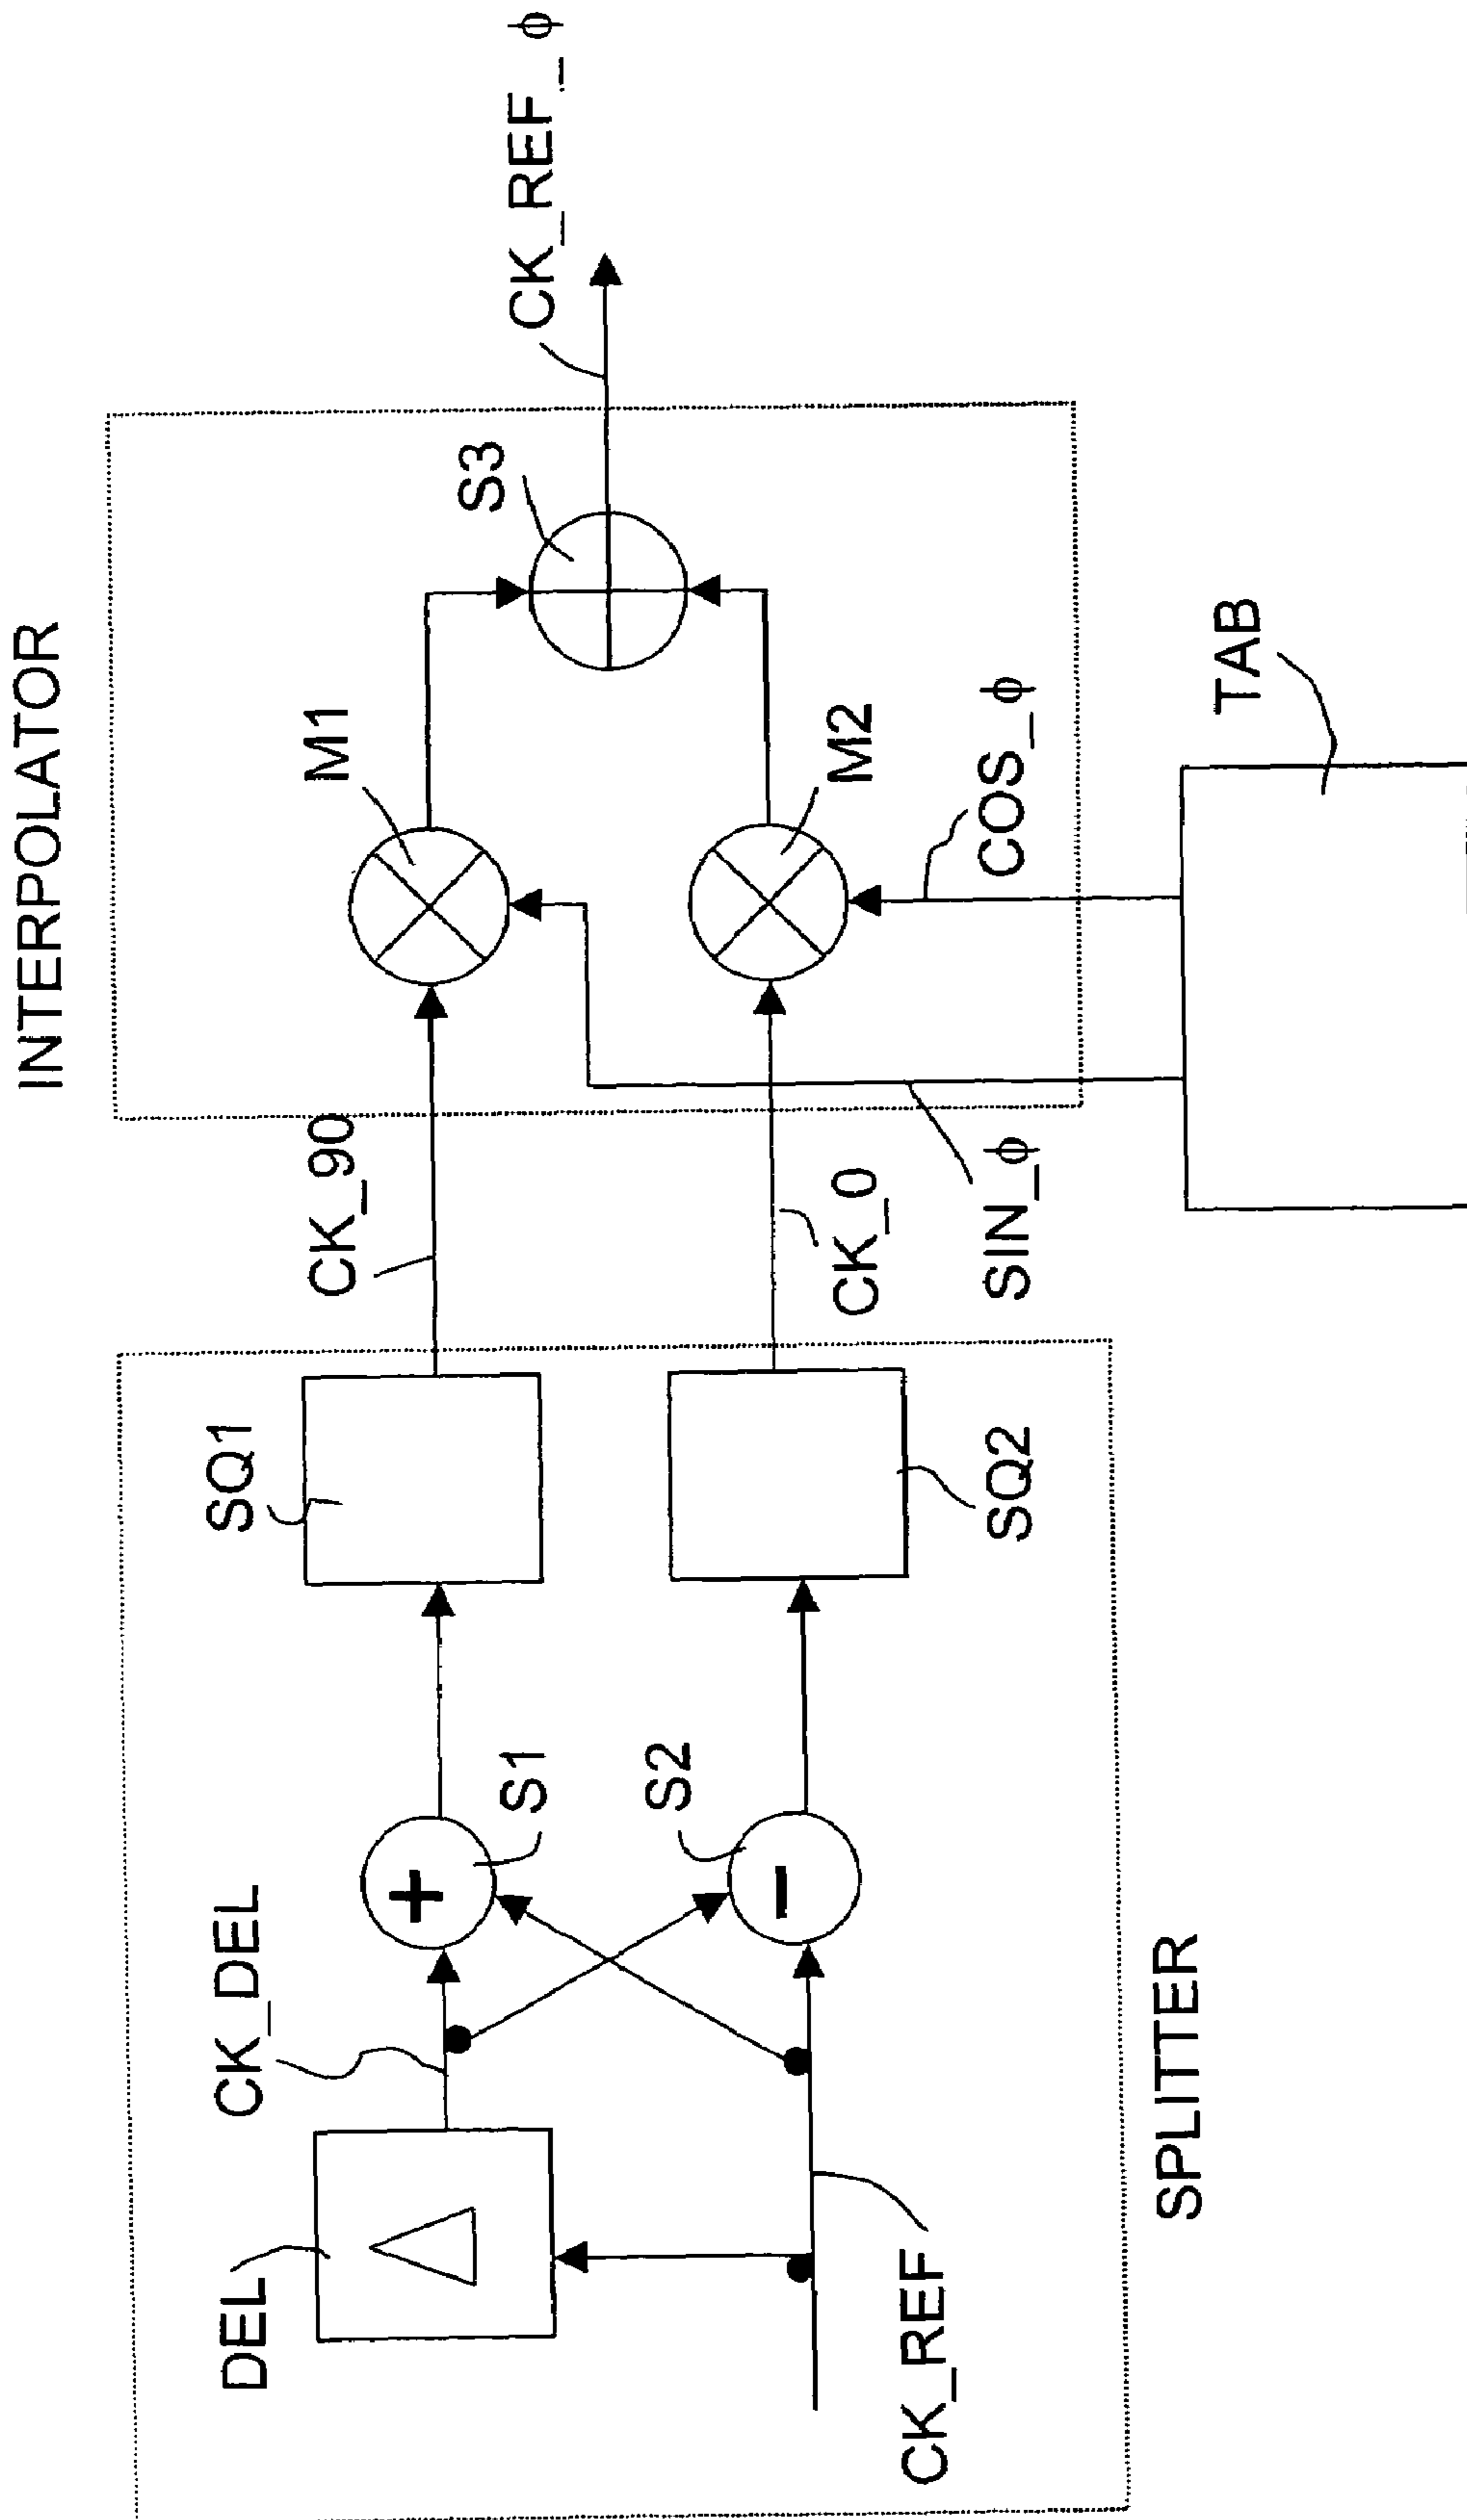 INTERPOLATOR
CK_REF_ϕ
S3
M1
M2
COS_ϕ
TAB
CK_90
CK_0
SIN_ϕ
SQ1
SQ2
S1
S2
+
−
CK_DEL
DEL
CK_REF
SPLITTER